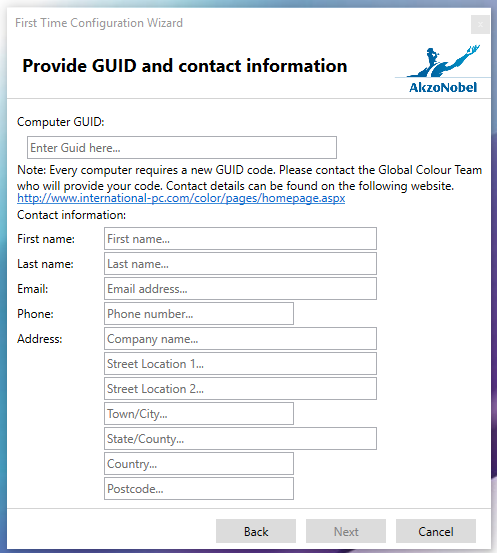 First Time Configuration Wizard
Provide GUID and contact information
AkzoNobel
Computer GUID:
Enter Guid here...
Note: Every computer requires a new GUID code. Please contact the Global Colour Team
who will provide your code. Contact details can be found on the following website.
http://www.international-pc.com/color/pages/homepage.aspx
Contact information:
First name: First name...
Last name: Last name...
Email: Email address...
Phone: Phone number...
Address: Company name...
Street Location 1...
Street Location 2...
Town/City...
State/County...
Country...
Postcode...
Back Next Cancel